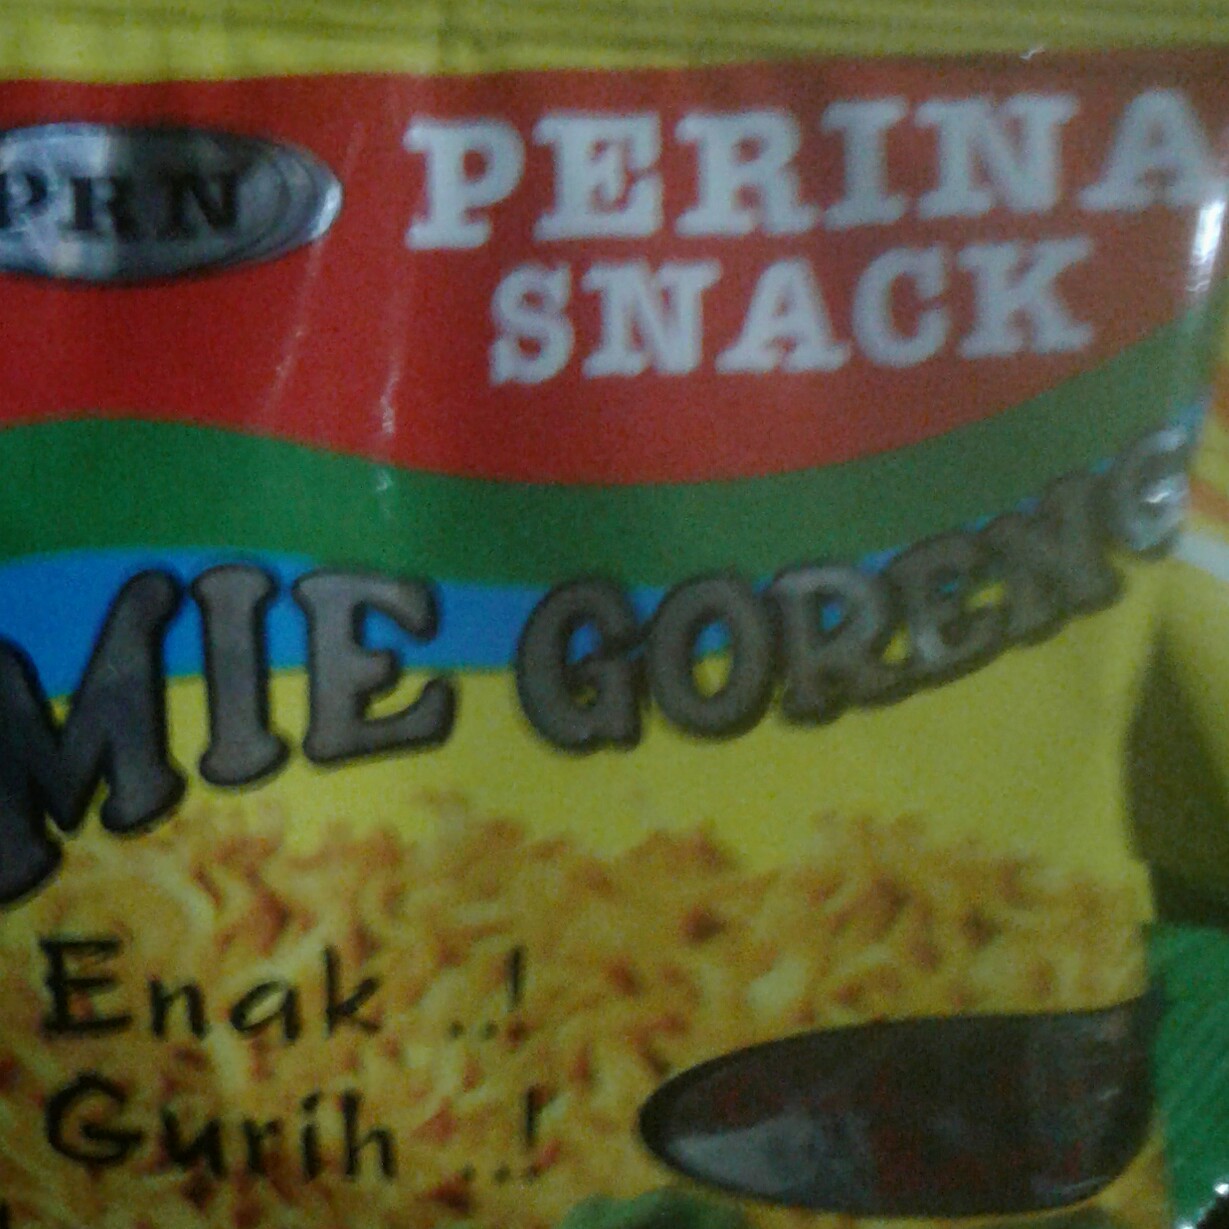 PRN
PERINA
SNACK
MIE GORENG
Enak ..!
Gurih ..!